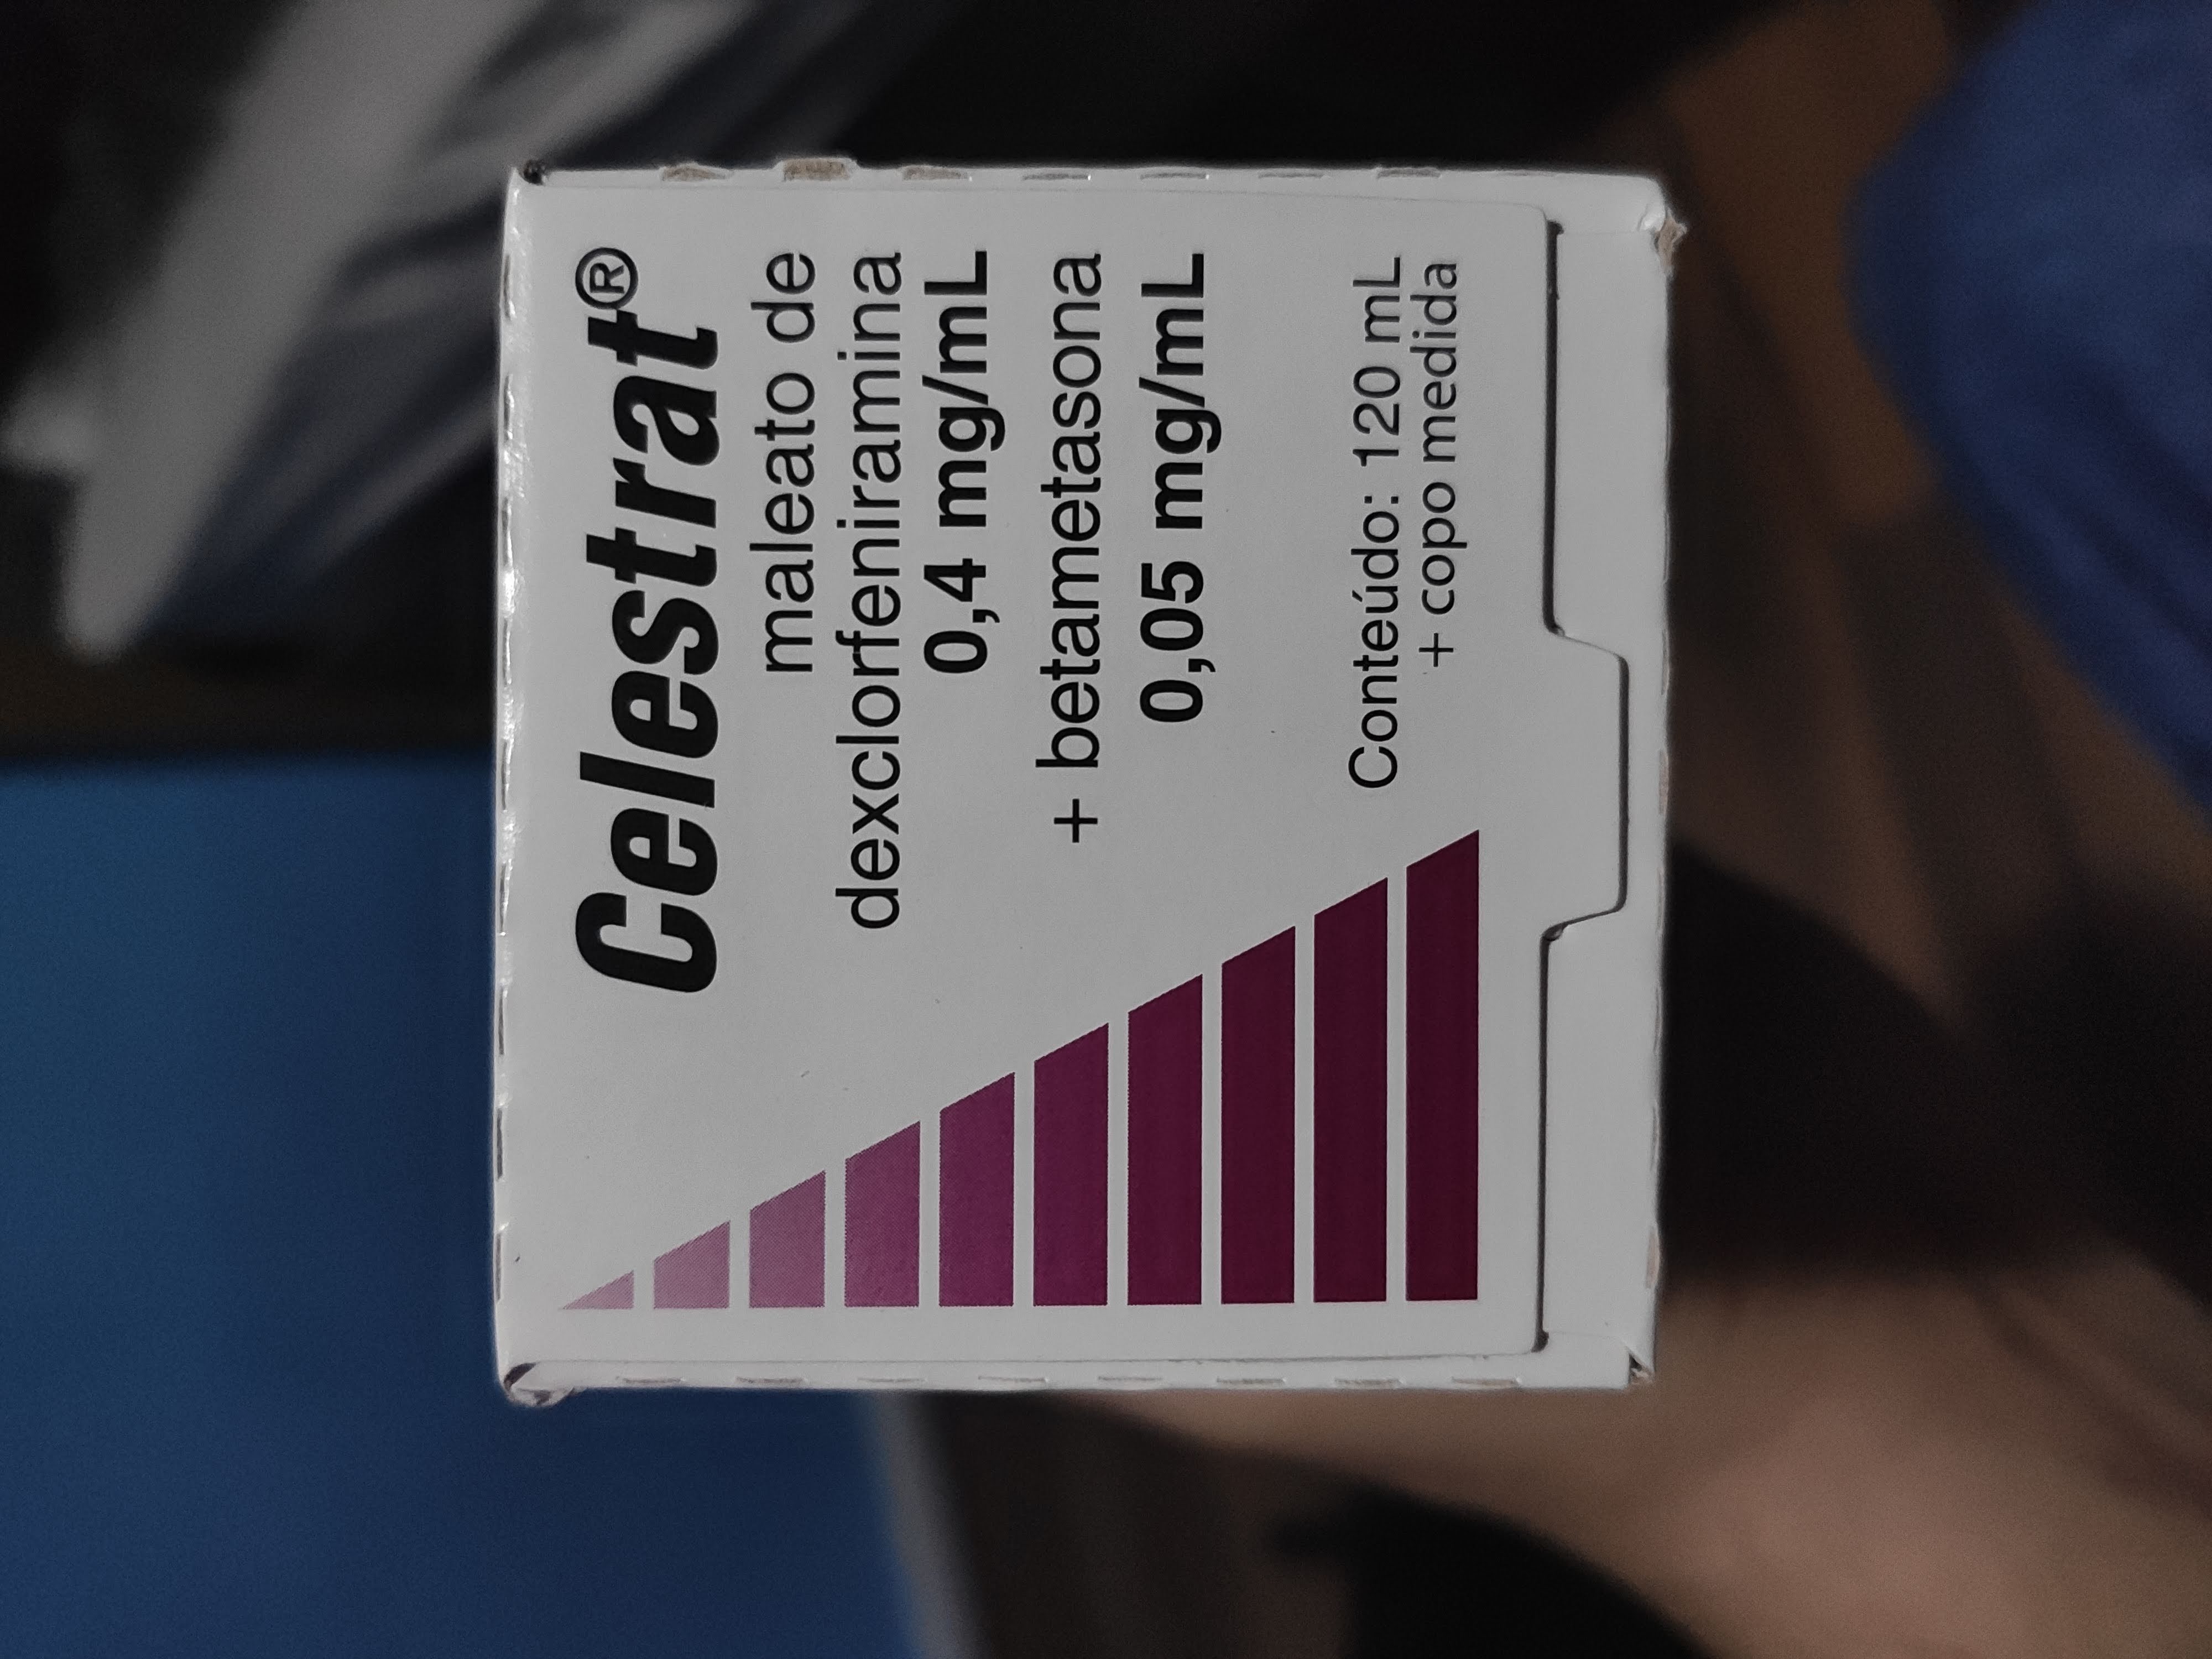 Celestrat®
maleato de
dexclorfeniramina
0,4 mg/mL
+ betametasona
0,05 mg/mL
Conteúdo: 120 mL
+ copo medida